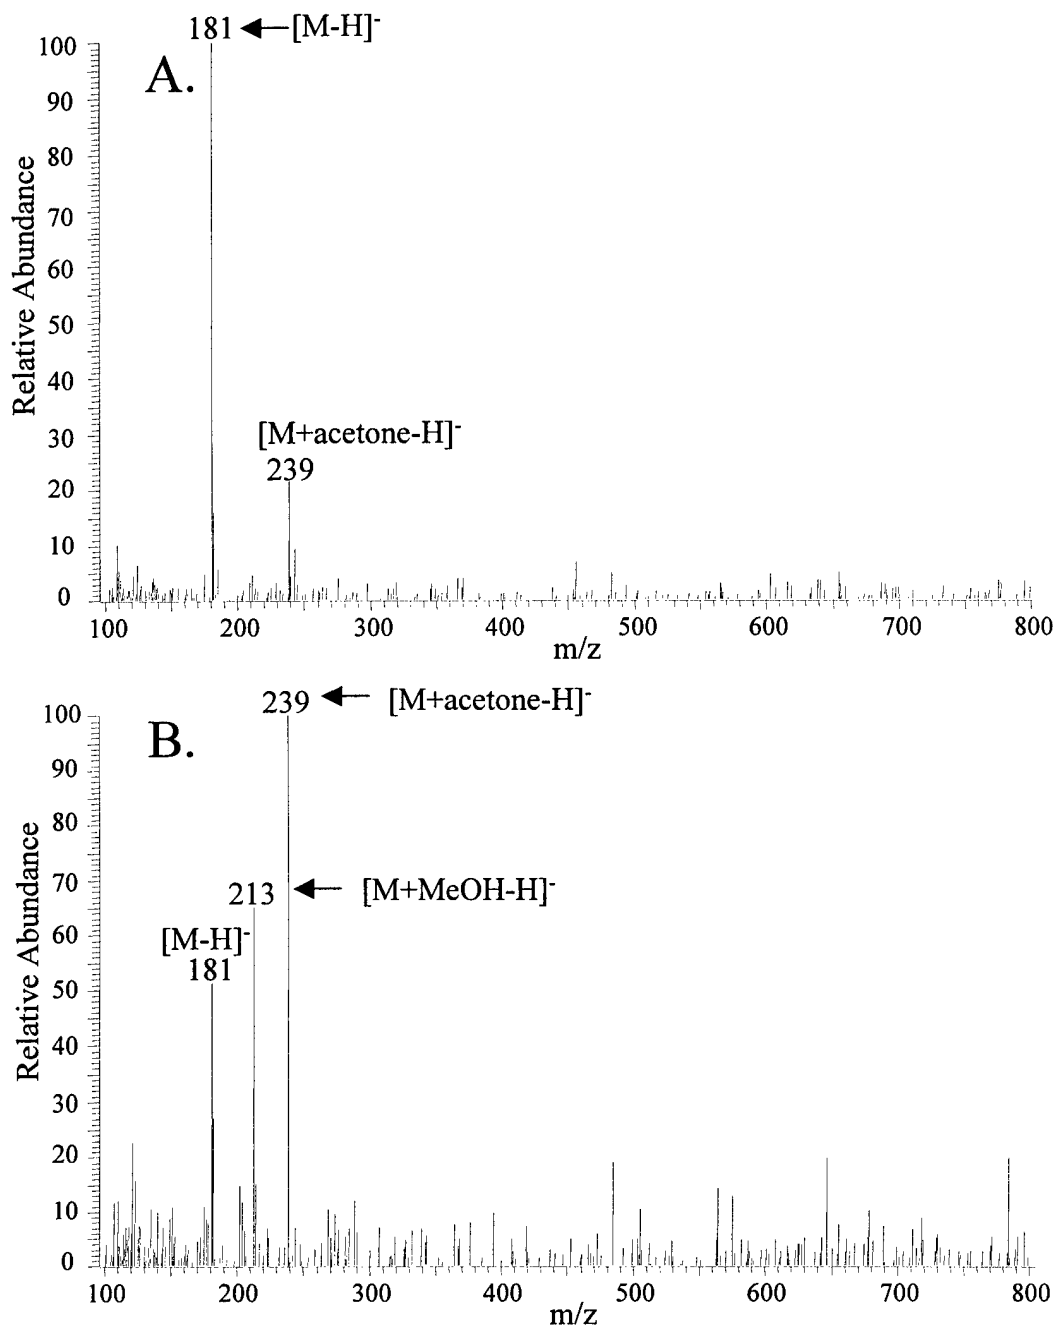 181 [M-H]-
A.
100
90
80
70
60
50
40
30
20
10
0
Relative Abundance
[M+acetone-H]-
239
100 200 300 400 500 600 700 800
m/z
239 [M+acetone-H]-
B.
100
90
80
70
60
50
40
30
20
10
0
Relative Abundance
213 [M+MeOH-H]-
[M-H]-
181
100 200 300 400 500 600 700 800
m/z